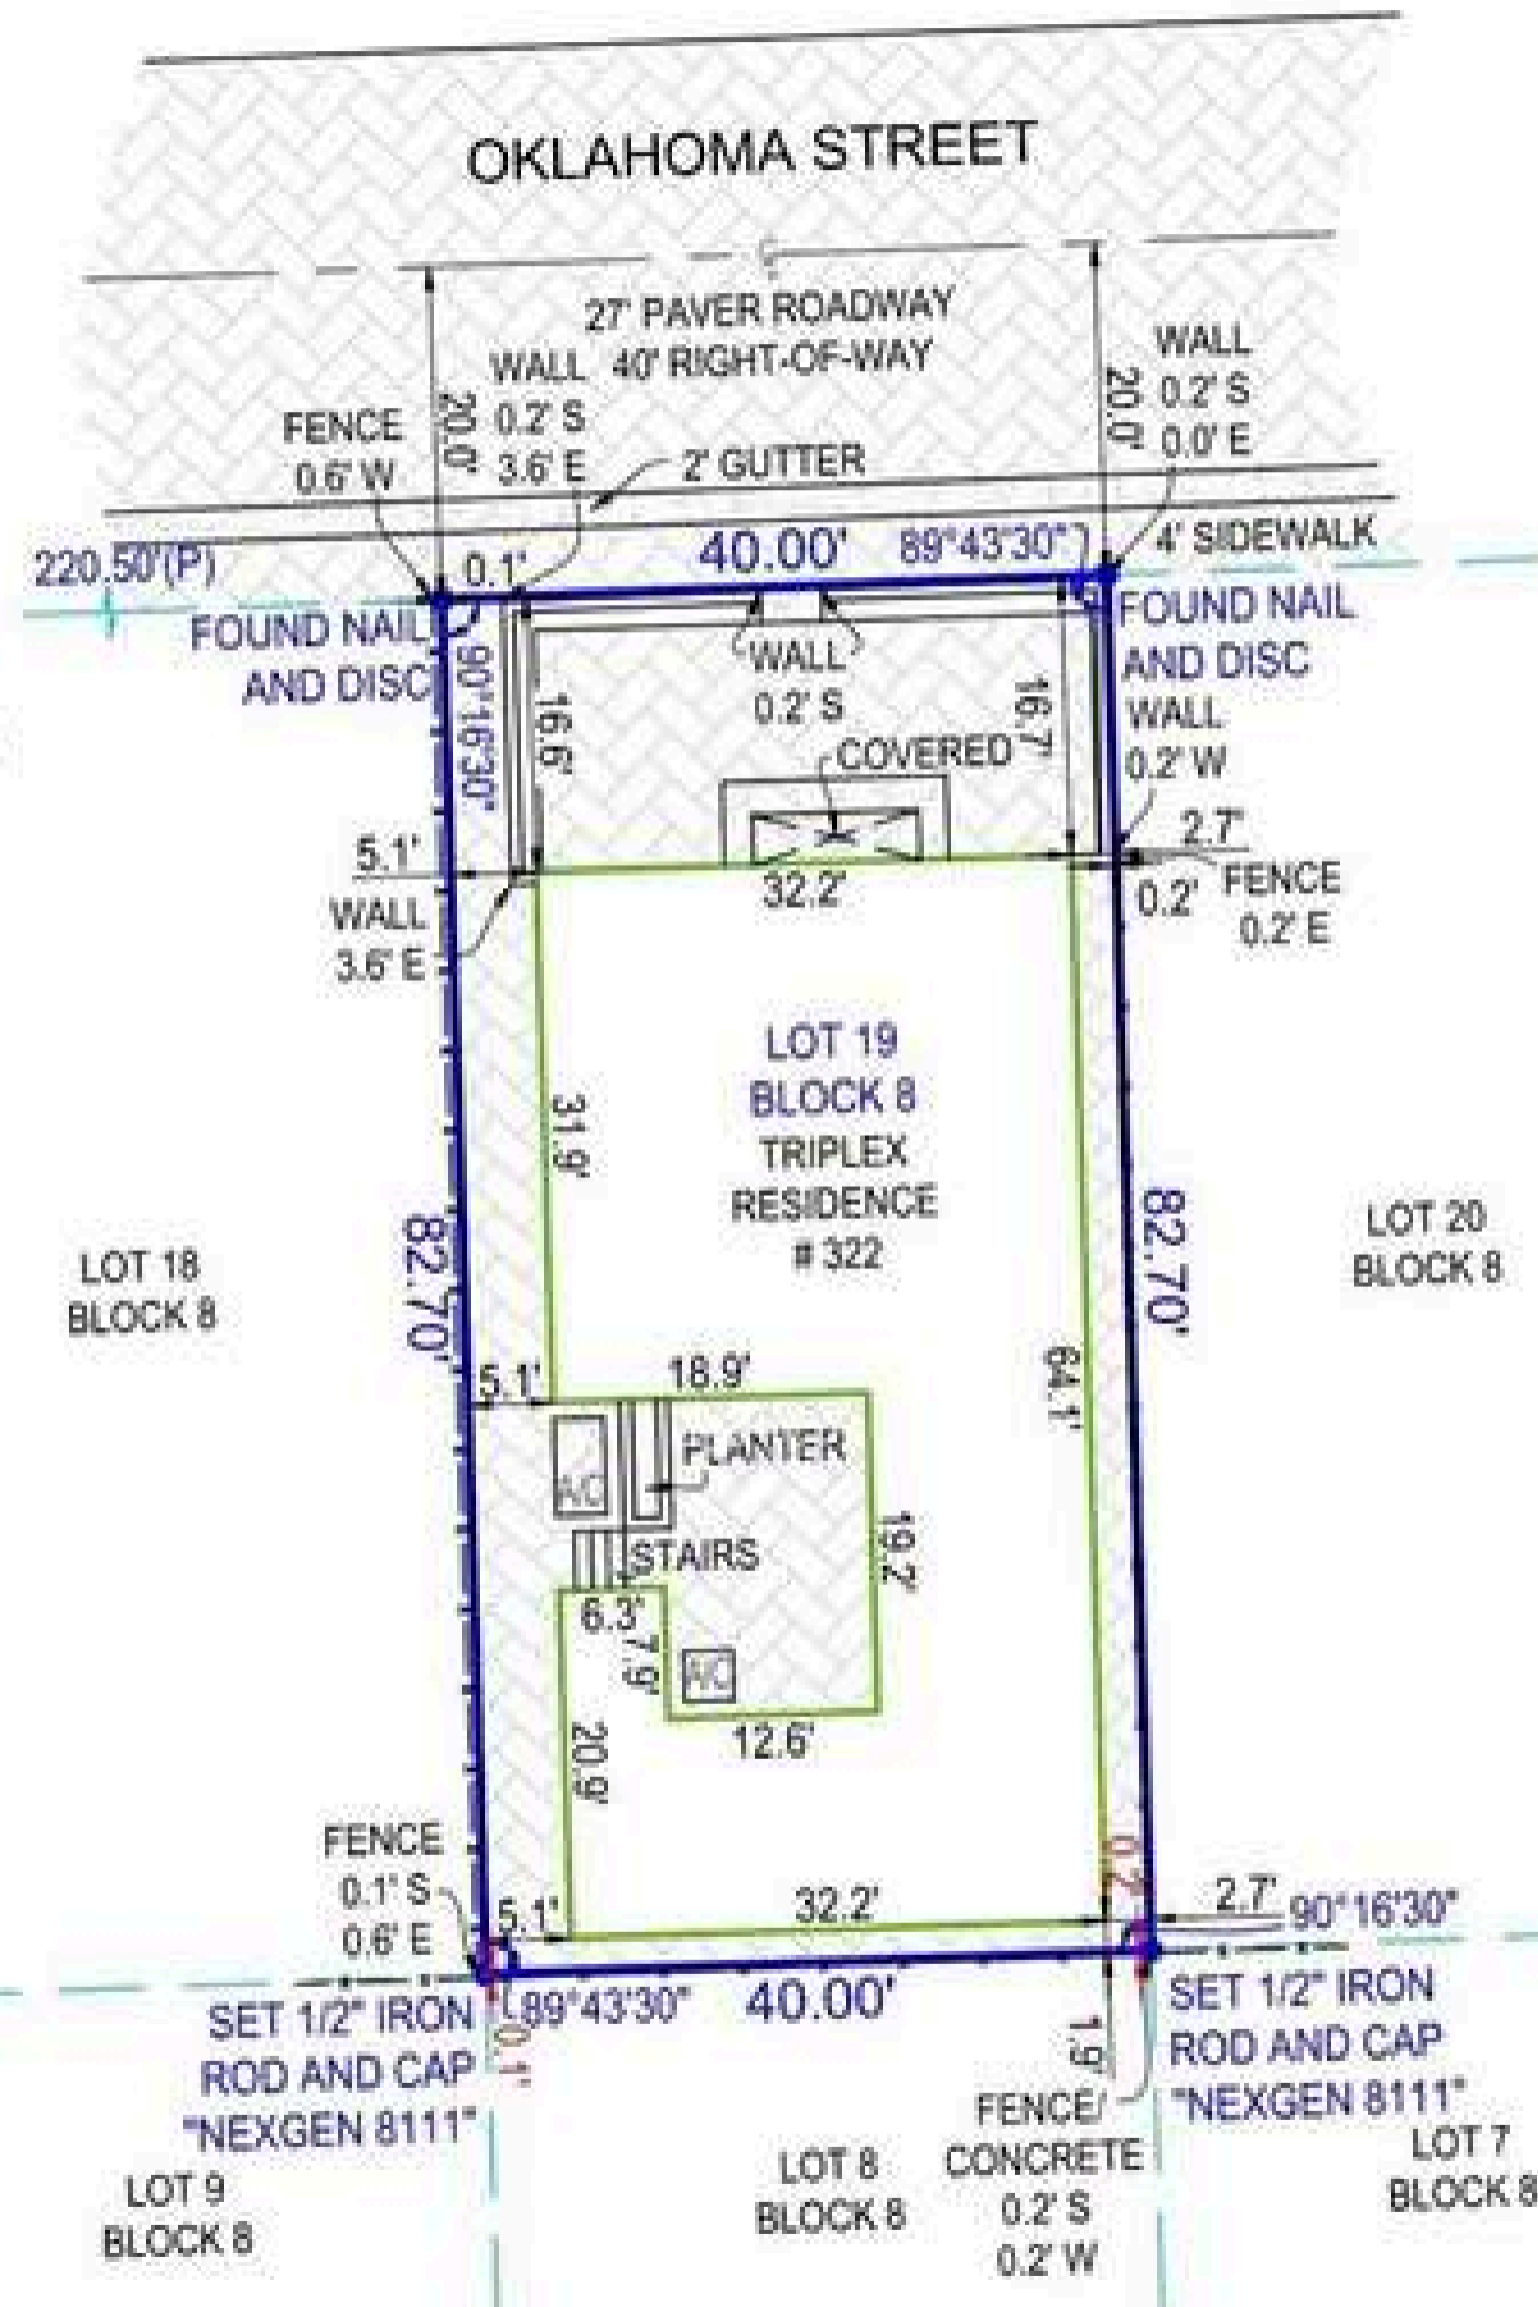 OKLAHOMA STREET
27' PAVER ROADWAY
40' RIGHT-OF-WAY
WALL
0.2' S
3.6' E
WALL
0.2' S
0.0' E
FENCE
0.6' W
20.0'
20.0'
2' GUTTER
220.50'(P)
0.1'
40.00'
89°43'30"
4' SIDEWALK
FOUND NAIL
AND DISC
FOUND NAIL
AND DISC
90°16'30"
16.6'
WALL
0.2' S
16.7'
COVERED
WALL
0.2' W
5.1'
32.2'
2.7'
0.2'
FENCE
0.2' E
WALL
3.6' E
LOT 19
BLOCK 8
TRIPLEX
RESIDENCE
# 322
31.9'
82.70'
82.70'
LOT 18
BLOCK 8
LOT 20
BLOCK 8
64.1'
5.1'
18.9'
A/C
PLANTER
STAIRS
19.2'
6.3'
7.9'
A/C
12.6'
20.9'
FENCE
0.1' S
0.6' E
5.1'
32.2'
0.2'
2.7'
90°16'30"
89°43'30"
40.00'
0.1'
SET 1/2" IRON
ROD AND CAP
"NEXGEN 8111"
SET 1/2" IRON
ROD AND CAP
"NEXGEN 8111"
1.9'
FENCE/
CONCRETE
0.2' S
0.2' W
LOT 9
BLOCK 8
LOT 8
BLOCK 8
LOT 7
BLOCK 8